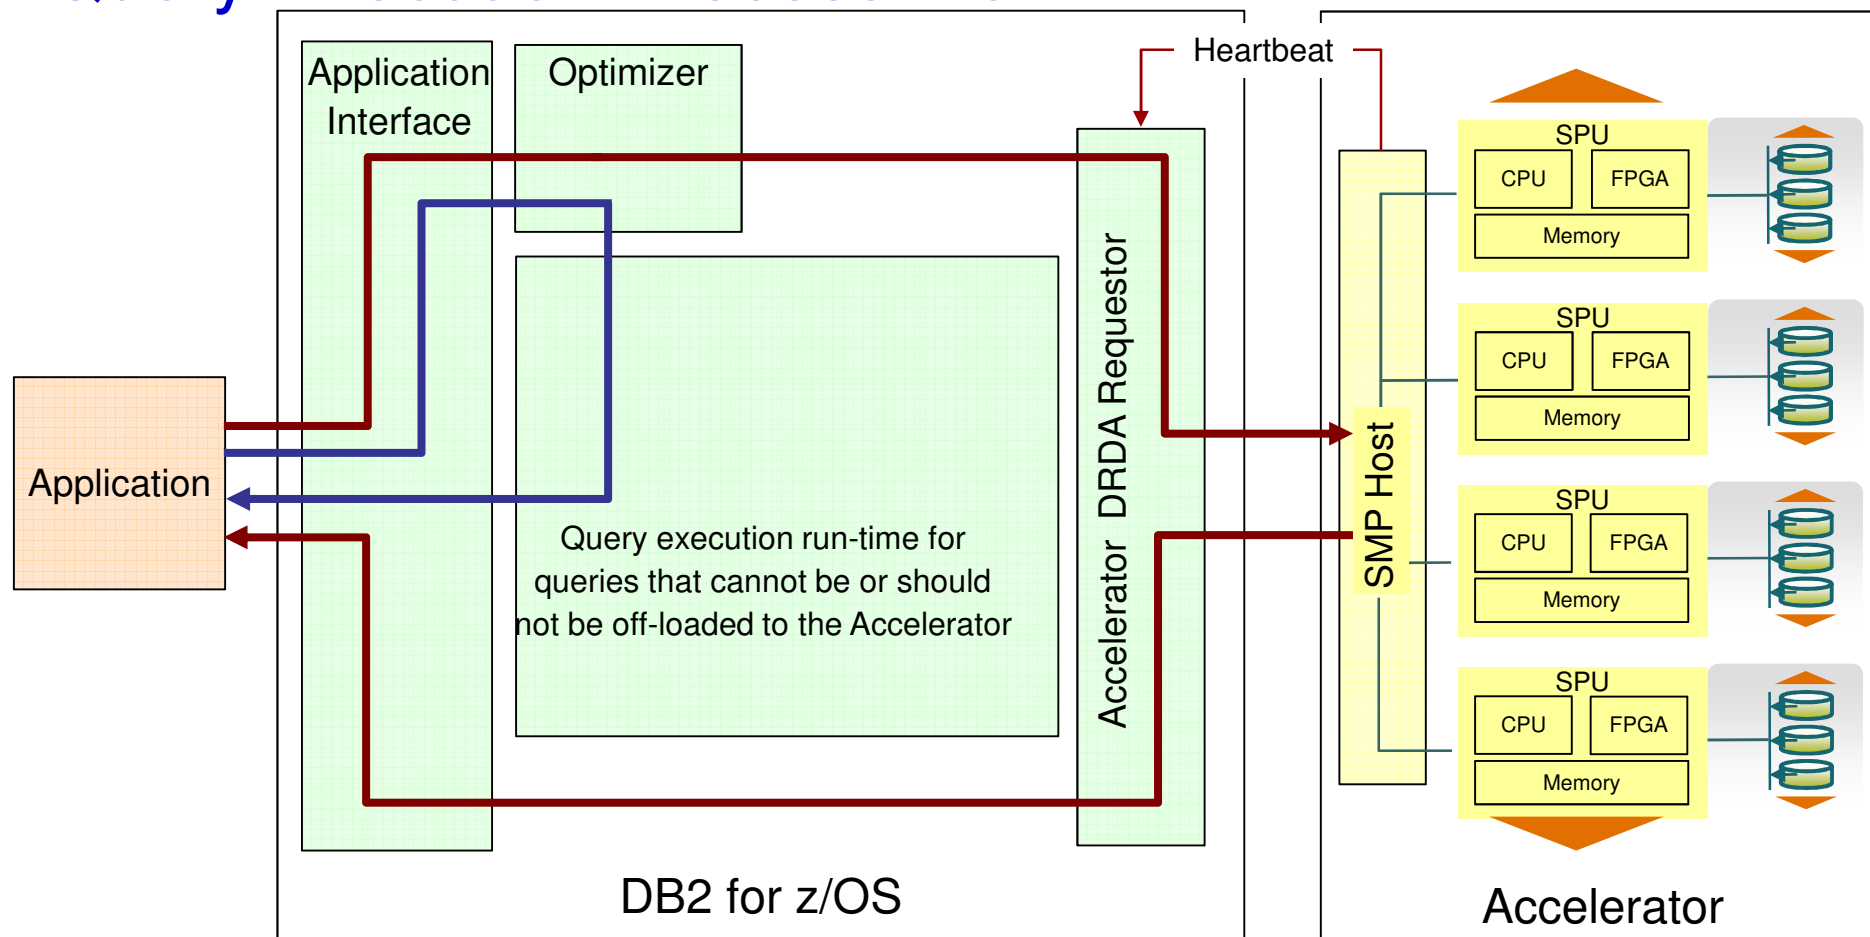 Application
Interface
Optimizer
Heartbeat
Application
Query execution run-time for
queries that cannot be or should
not be off-loaded to the Accelerator
Accelerator DRDA Requestor
SMP Host
SPU
CPU
FPGA
Memory
SPU
CPU
FPGA
Memory
SPU
CPU
FPGA
Memory
SPU
CPU
FPGA
Memory
DB2 for z/OS
Accelerator